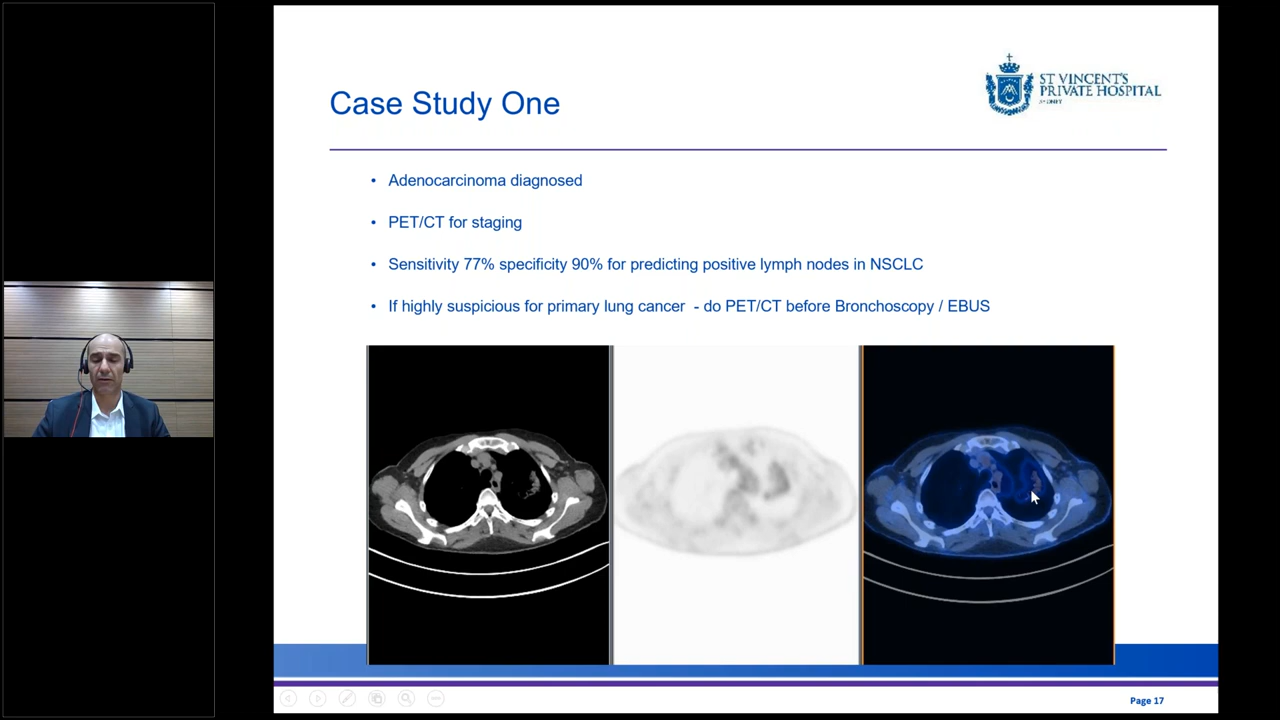 ST VINCENT'S
PRIVATE HOSPITAL
SYDNEY
Case Study One
• Adenocarcinoma diagnosed
• PET/CT for staging
• Sensitivity 77% specificity 90% for predicting positive lymph nodes in NSCLC
• If highly suspicious for primary lung cancer - do PET/CT before Bronchoscopy / EBUS
Page 17